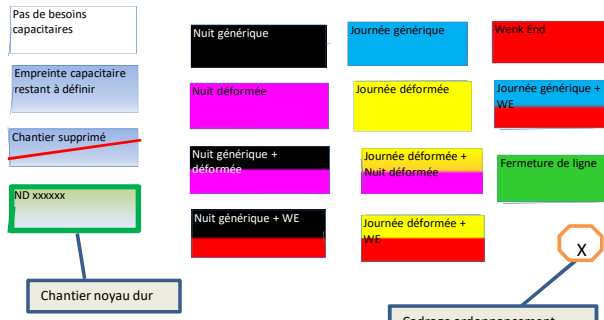 Pas de besoins
capacitaires
Empreinte capacitaire
restant à définir
Chantier supprimé
ND xxxxxx
Chantier noyau dur
Nuit générique
Nuit déformée
Nuit générique +
déformée
Nuit générique + WE
Journée générique
Journée déformée
Journée déformée +
Nuit déformée
Journée déformée +
WE
Wenk End
Journée générique +
WE
Fermeture de ligne
X
Cadrage ordonnancement